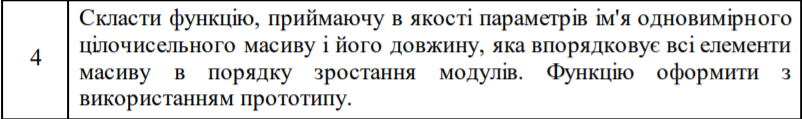 4
Скласти функцію, приймаючу в якості параметрів ім'я одновимірного
цілочисельного масиву і його довжину, яка впорядковує всі елементи
масиву в порядку зростання модулів. Функцію оформити з
використанням прототипу.